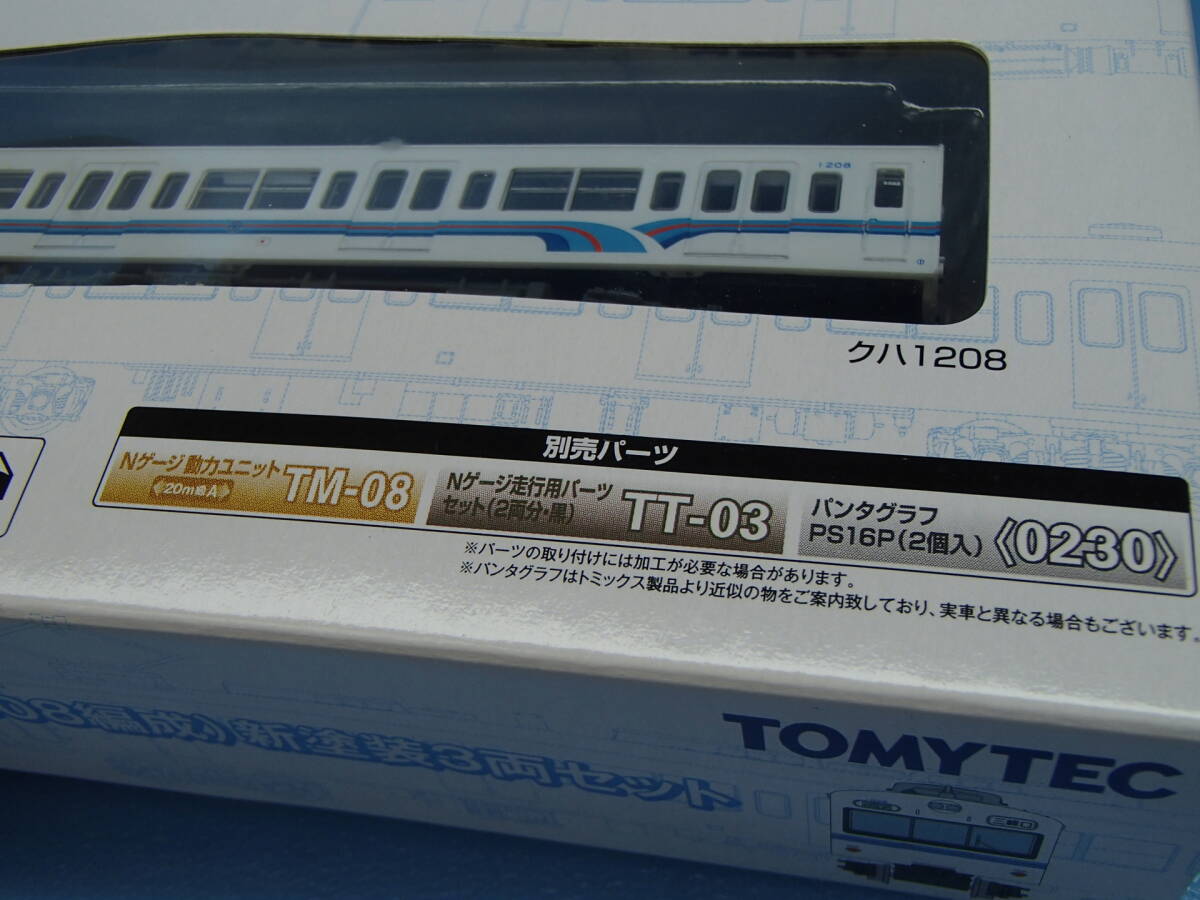 1208
クハ1208
別売パーツ
Nゲージ動力ユニット
〈20m級A〉
TM-08
Nゲージ走行用パーツ
セット(2両分・黒)
TT-03
パンタグラフ
PS16P(2個入)
《0230》
※パーツの取り付けには加工が必要な場合があります。
※パンタグラフはトミックス製品より近似の物をご案内致しており、実車と異なる場合もございます。
08編成)新塗装3両セット
TOMYTEC
三峰口